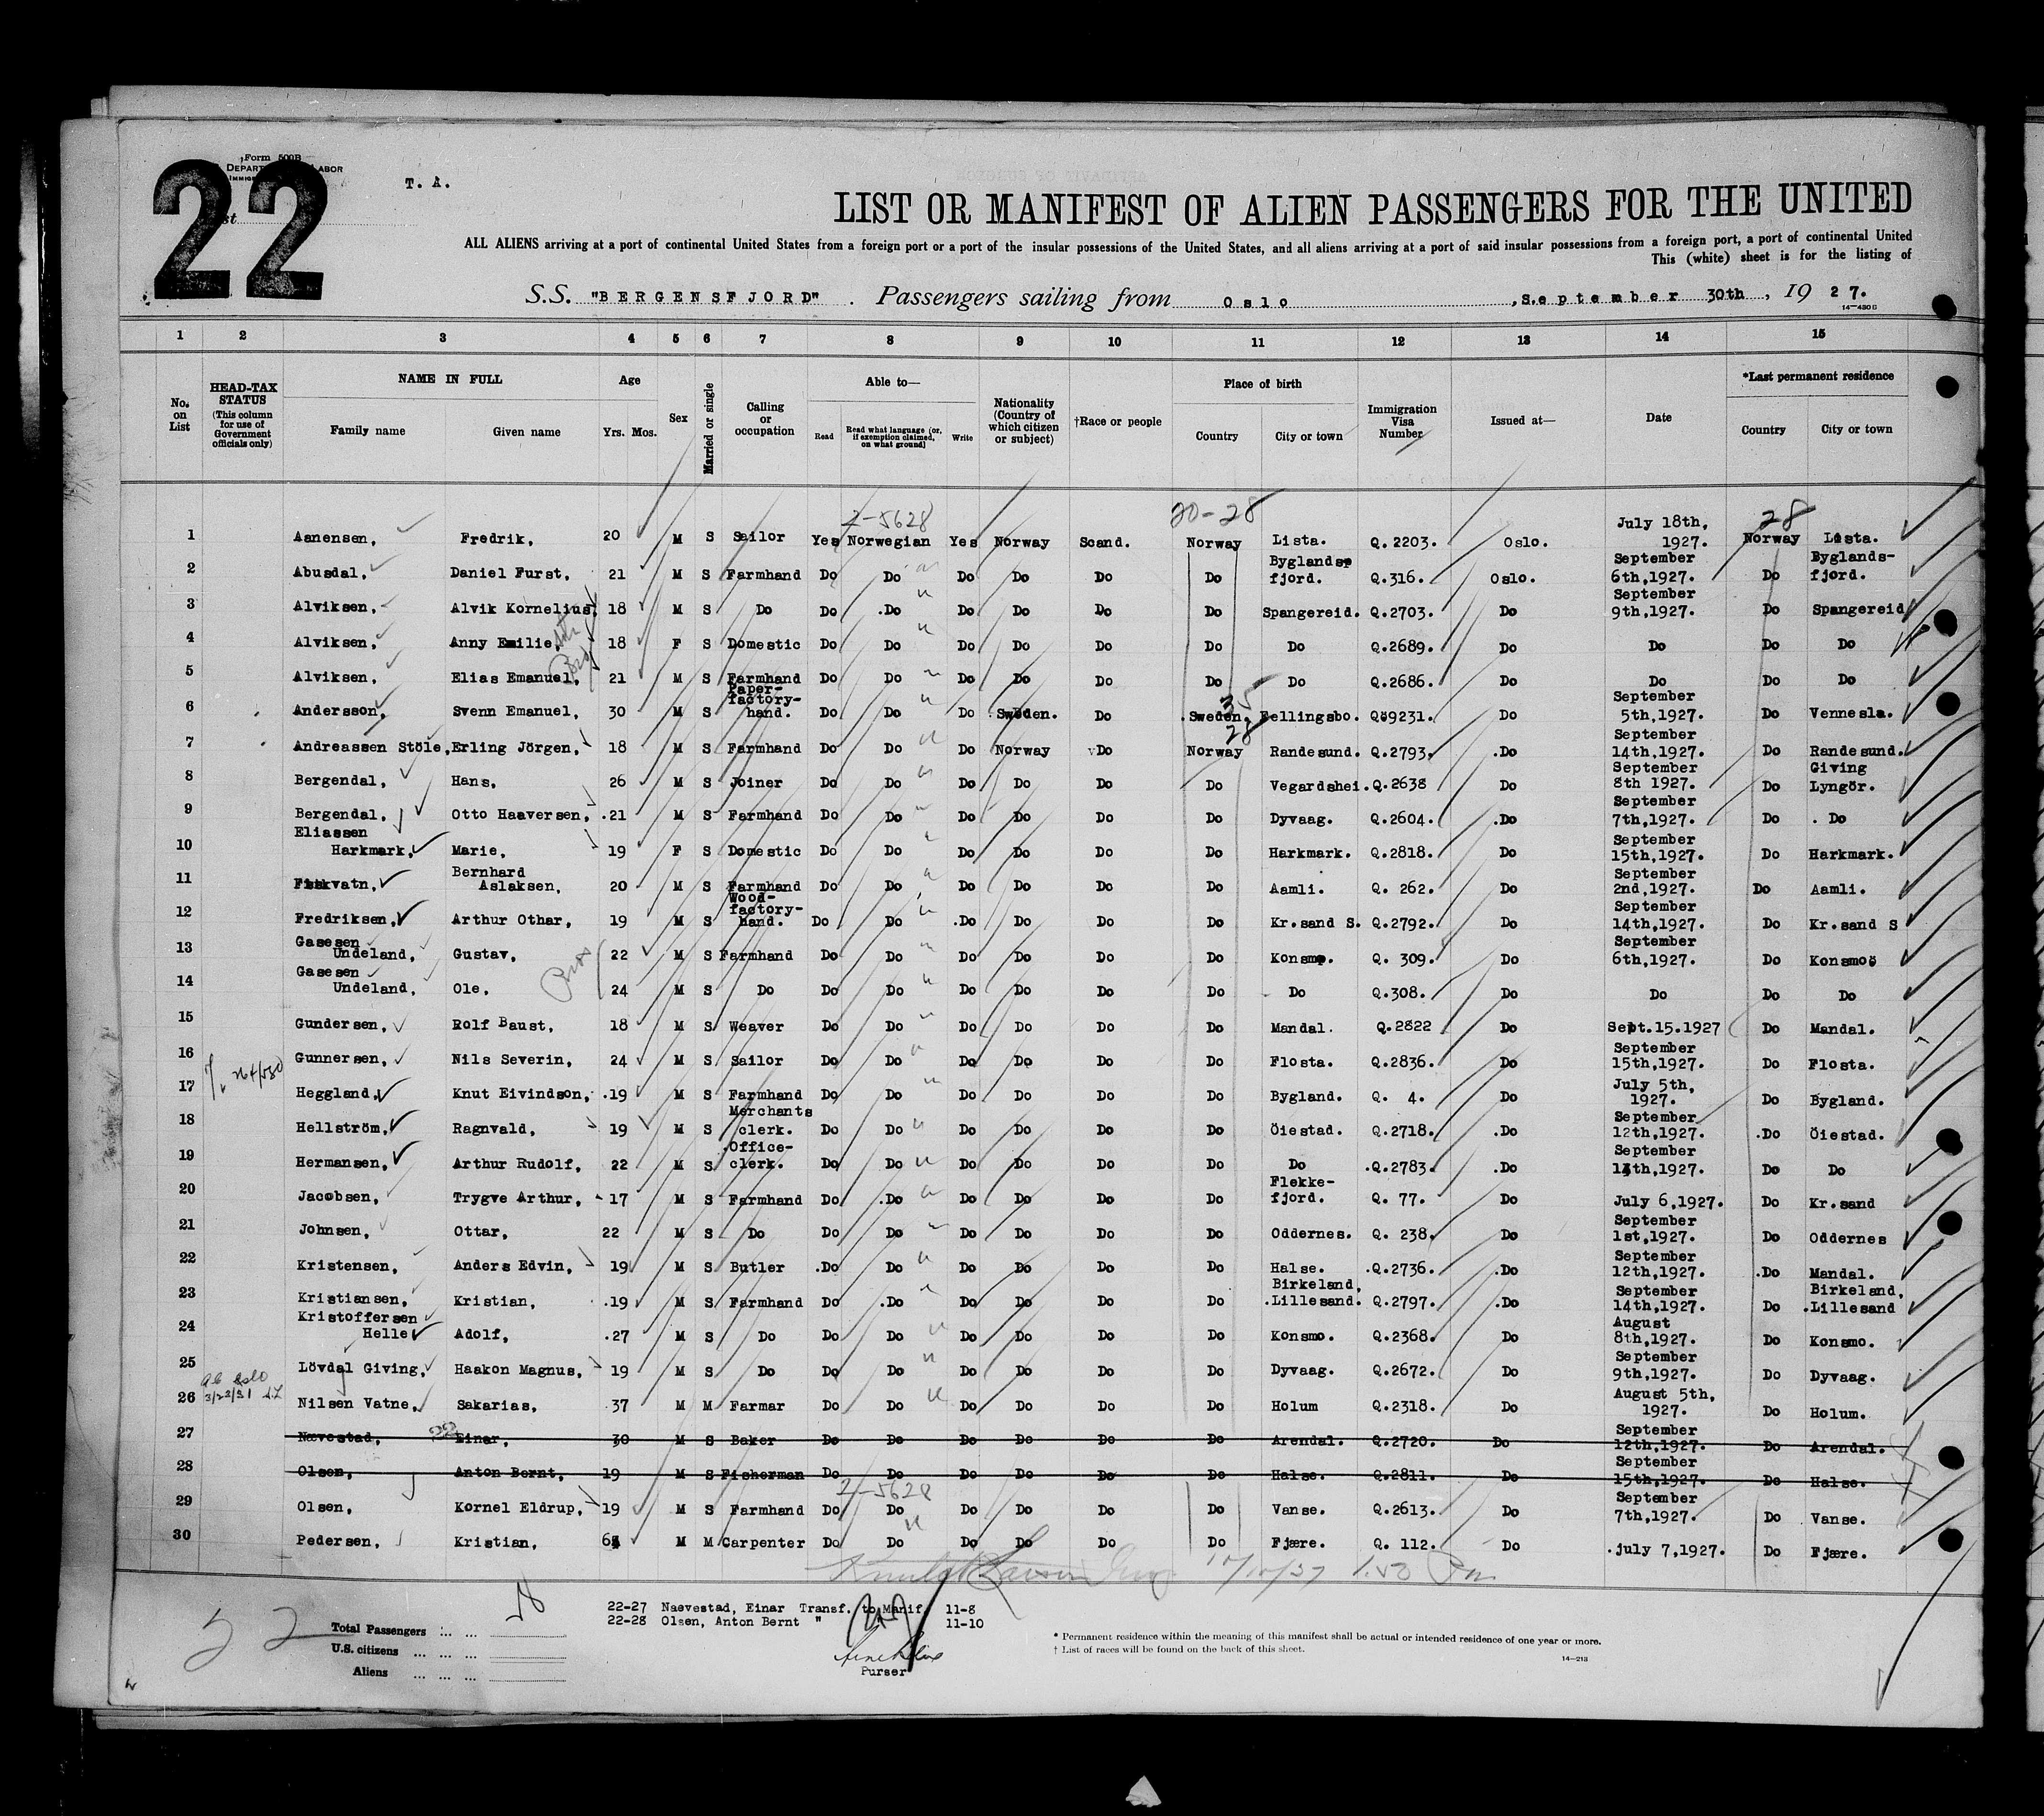 Form 500B
DEPARTMENT LABOR
22
T. A.
LIST OR MANIFEST OF ALIEN PASSENGERS FOR THE UNITED
ALL ALIENS arriving at a port of continental United States from a foreign port or a port of the insular possessions of the United States, and all aliens arriving at a port of said insular possessions from a foreign port, a port of continental United
This (white) sheet is for the listing of
S.S. "BERGENSFJORD" . Passengers sailing from Oslo ,September 30th, 19 27.
14—430B
1 2 3 4 5 6 7 8 9 10 11 12 13 14 15
No. on List
HEAD-TAX STATUS (This column for use of Government officials only)
NAME IN FULL
Family name Given name
Age
Yrs. Mos.
Sex
Married or single
Calling or occupation
Able to—
Read Read what language (or, if exemption claimed, on what ground) Write
Nationality (Country of which citizen or subject)
†Race or people
Place of birth
Country City or town
Immigration Visa Number
Issued at—
Date
*Last permanent residence
Country City or town
2-5628 20-28 28
1 Aanensen, Fredrik, 20 M S Sailor Yes Norwegian Yes Norway Scand. Norway Lista. Q.2203. Oslo. July 18th, 1927. Norway Lista.
2 Abusdal, Daniel Furst, 21 M S Farmhand Do Do Do Do Do Do Byglands- fjord. Q.316. Oslo. September 6th,1927. Do Byglands- fjord.
3 Alviksen, Alvik Kornelius, 18 M S Do Do Do Do Do Do Do Spangereid. Q.2703. Do September 9th,1927. Do Spangereid
4 Alviksen, Anny Emilie, 18 F S Domestic Do Do Do Do Do Do Do Q.2689. Do Do Do Do
5 Alviksen, Elias Emanuel, 21 M S Farmhand Do Do Do Do Do Do Do Q.2686. Do Do Do Do
6 Andersson, Svenn Emanuel, 30 M S Paper- factory- hand. Do Do Do Sweden. Do Sweden. Fellingsbo. Q.9231. Do September 5th,1927. Do Vennesla.
7 Andreassen Stöle, Erling Jörgen, 18 M S Farmhand Do Do Do Norway Do Norway Randesund. Q.2793. Do September 14th,1927. Do Randesund.
8 Bergendal, Hans, 26 M S Joiner Do Do Do Do Do Do Vegardshei. Q.2638 Do September 8th 1927. Do Giving Lyngör.
9 Bergendal, Otto Haaversen, 21 M S Farmhand Do Do Do Do Do Do Dyvaag. Q.2604. Do September 7th,1927. Do Do
10 Eliassen Harkmark, Marie, 19 F S Domestic Do Do Do Do Do Do Harkmark. Q.2818. Do September 15th,1927. Do Harkmark.
11 Fiskvatn, Bernhard Aslaksen, 20 M S Farmhand Do Do Do Do Do Do Aamli. Q. 262. Do September 2nd,1927. Do Aamli.
12 Fredriksen, Arthur Othar, 19 M S Wood- factory- hand. Do Do Do Do Do Do Kr.sand S. Q.2792. Do September 14th,1927. Do Kr.sand S
13 Gasesen Undeland, Gustav, 22 M S Farmhand Do Do Do Do Do Do Konsmo. Q. 309. Do September 6th,1927. Do Konsmo
14 Gasesen Undeland, Ole, 24 M S Do Do Do Do Do Do Do Do Q.308. Do Do Do Do
15 Gundersen, Rolf Baust, 18 M S Weaver Do Do Do Do Do Do Mandal. Q.2822 Do Sept.15.1927 Do Mandal.
16 Gunnersen, Nils Severin, 24 M S Sailor Do Do Do Do Do Do Flosta. Q.2836. Do September 15th,1927. Do Flosta.
17 Heggland, Knut Eivindson, 19 M S Farmhand Do Do Do Do Do Do Bygland. Q. 4. Do July 5th, 1927. Do Bygland.
18 Hellström, Ragnvald, 19 M S Merchants clerk. Do Do Do Do Do Do Öiestad. Q.2718. Do September 12th,1927. Do Öiestad.
19 Hermansen, Arthur Rudolf, 22 M S Office- clerk. Do Do Do Do Do Do Do Q.2783. Do September 14th,1927. Do Do
20 Jacobsen, Trygve Arthur, 17 M S Farmhand Do Do Do Do Do Do Flekke- fjord. Q. 77. Do July 6,1927. Do Kr.sand
21 Johnsen, Ottar, 22 M S Do Do Do Do Do Do Do Oddernes. Q. 238. Do September 1st,1927. Do Oddernes
22 Kristensen, Anders Edvin, 19 M S Butler Do Do Do Do Do Do Halse. Q.2736. Do September 12th,1927. Do Mandal.
23 Kristiansen, Kristian, 19 M S Farmhand Do Do Do Do Do Do Birkeland, Lillesand. Q.2797. Do September 14th,1927. Do Birkeland, Lillesand
24 Kristoffersen Helle Adolf, 27 M S Do Do Do Do Do Do Do Konsmo. Q.2368. Do August 8th,1927. Do Konsmo.
25 Lövdal Giving, Haakon Magnus, 19 M S Do Do Do Do Do Do Do Dyvaag. Q.2672. Do September 9th,1927. Do Dyvaag.
26 Nilsen Vatne, Sakarias, 37 M M Farmar Do Do Do Do Do Do Holum Q.2318. Do August 5th, 1927. Do Holum.
27 Nævestad, Einar, 30 M S Baker Do Do Do Do Do Do Arendal. Q.2720. Do September 12th,1927. Do Arendal.
28 Olsen, Anton Bernt, 19 M S Fisherman Do Do Do Do Do Do Halse. Q.2811. Do September 15th,1927. Do Halse.
2-5628
29 Olsen, Kornel Eldrup, 19 M S Farmhand Do Do Do Do Do Do Vanse. Q.2613. Do September 7th,1927. Do Vanse.
30 Pedersen, Kristian, M M Carpenter Do Do Do Do Do Do Fjære. Q. 112. Do july 7,1927. Do Fjære.
22-27 Naevestad, Einar Transf. to Manif. 11-8
22-28 Olsen, Anton Bernt " " 11-10
22
28
Total Passengers
U.S. citizens
Aliens
Purser
* Permanent residence within the meaning of this manifest shall be actual or intended residence of one year or more.
† List of races will be found on the back of this sheet.
14—213